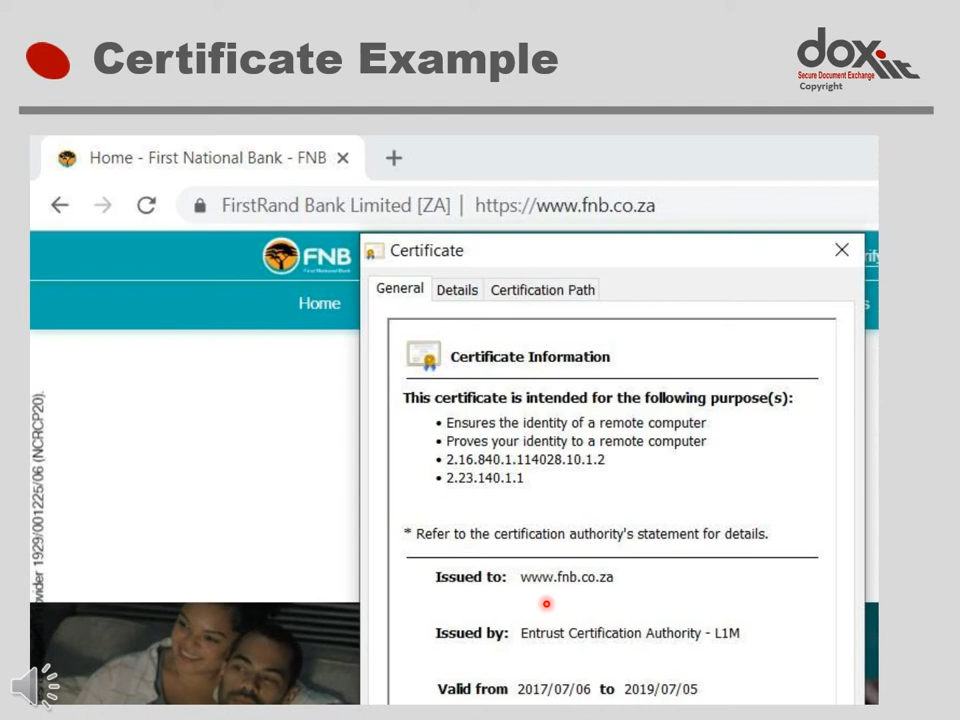 Certificate Example
dox.it
Secure Document Exchange
Copyright
Home - First National Bank - FNB
FirstRand Bank Limited [ZA] | https://www.fnb.co.za
FNB
First National Bank
Certificate
Home
General Details Certification Path
Certificate Information
This certificate is intended for the following purpose(s):
• Ensures the identity of a remote computer
• Proves your identity to a remote computer
• 2.16.840.1.114028.10.1.2
• 2.23.140.1.1
* Refer to the certification authority's statement for details.
Issued to: www.fnb.co.za
Issued by: Entrust Certification Authority - L1M
Valid from 2017/07/06 to 2019/07/05
1929/001225/06 (NCRCP20).